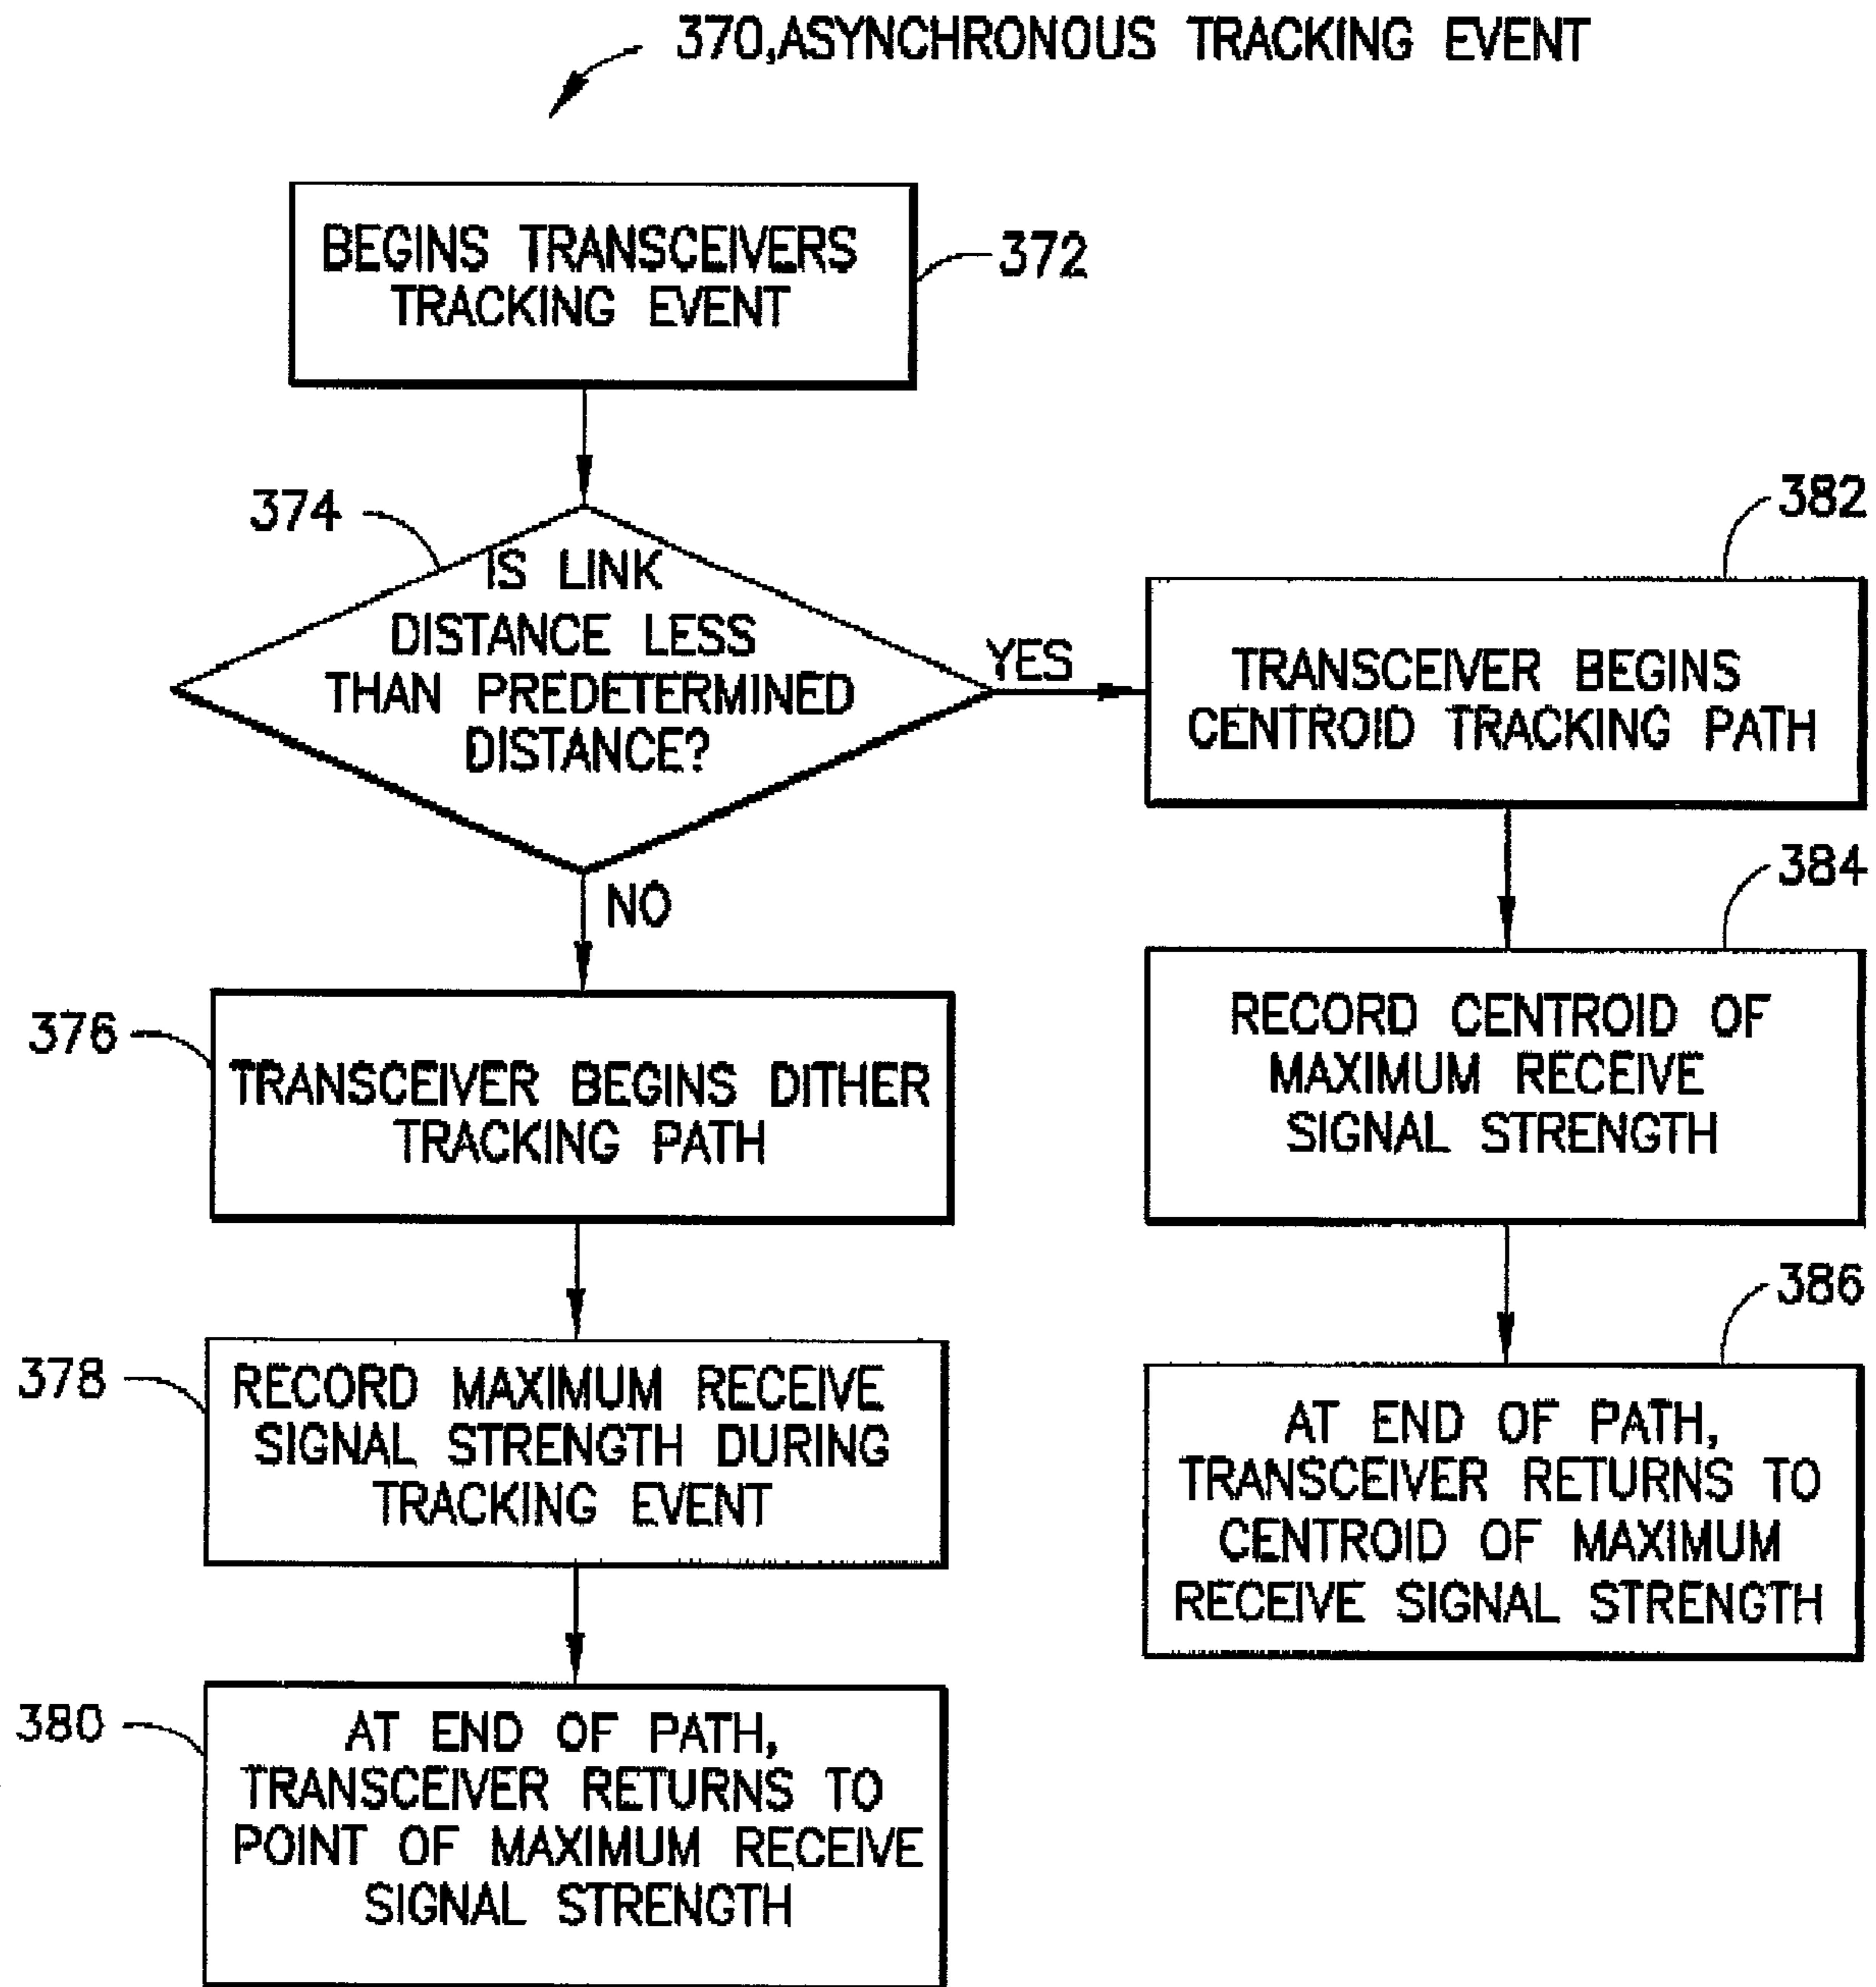 370,ASYNCHRONOUS TRACKING EVENT
BEGINS TRANSCEIVERS
TRACKING EVENT
372
374
IS LINK
DISTANCE LESS
THAN PREDETERMINED
DISTANCE?
YES
NO
382
TRANSCEIVER BEGINS
CENTROID TRACKING PATH
384
RECORD CENTROID OF
MAXIMUM RECEIVE
SIGNAL STRENGTH
386
AT END OF PATH,
TRANSCEIVER RETURNS TO
CENTROID OF MAXIMUM
RECEIVE SIGNAL STRENGTH
376
TRANSCEIVER BEGINS DITHER
TRACKING PATH
378
RECORD MAXIMUM RECEIVE
SIGNAL STRENGTH DURING
TRACKING EVENT
380
AT END OF PATH,
TRANSCEIVER RETURNS TO
POINT OF MAXIMUM RECEIVE
SIGNAL STRENGTH